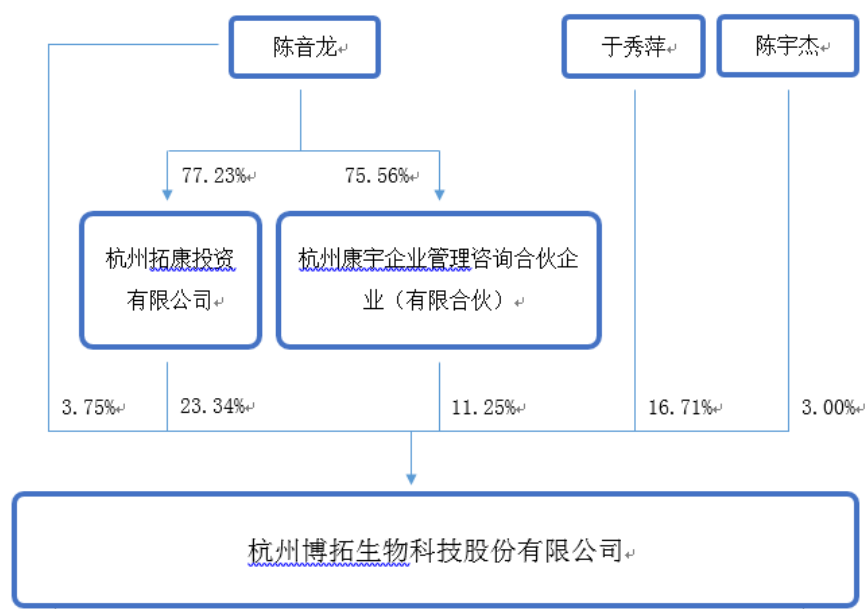 陈音龙
于秀萍
陈宇杰
77.23%
75.56%
杭州拓康投资
有限公司
杭州康宇企业管理咨询合伙企
业（有限合伙）
3.75%
23.34%
11.25%
16.71%
3.00%
杭州博拓生物科技股份有限公司